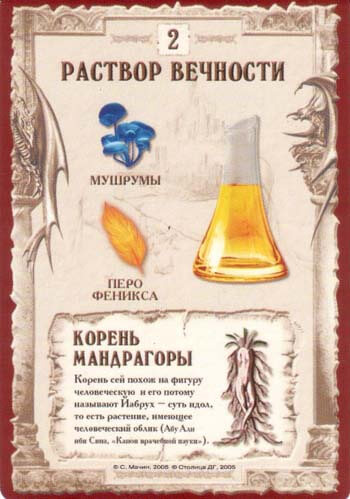 2
РАСТВОР ВЕЧНОСТИ
МУШРУМЫ
ПЕРО
ФЕНИКСА
КОРЕНЬ
МАНДРАГОРЫ
Корень сей похож на фигуру
человеческую и его потому
называют Йабрух – суть идол,
то есть растение, имеющее
человеческий облик (Абу Али
ибн Сина, «Канон врачебной науки»).
© С. Мачин, 2005 © Столица ДГ, 2005